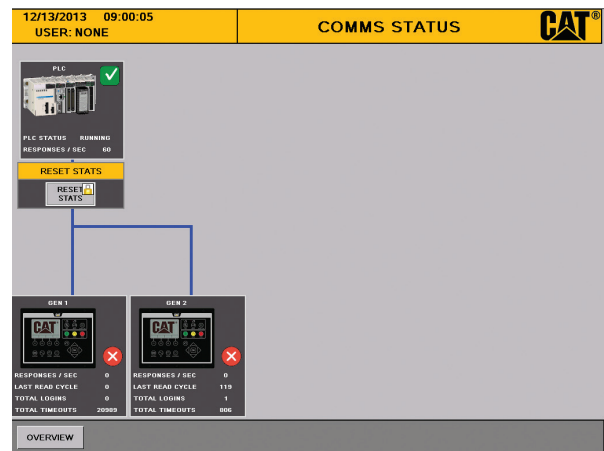 12/13/2013 09:00:05
USER: NONE
COMMS STATUS
CAT®
PLC
PLC STATUS RUNNING
RESPONSES / SEC 60
RESET STATS
RESET
STATS
GEN 1
CAT
RESPONSES / SEC 0
LAST READ CYCLE 0
TOTAL LOGINS 0
TOTAL TIMEOUTS 20989
GEN 2
CAT
RESPONSES / SEC 0
LAST READ CYCLE 119
TOTAL LOGINS 1
TOTAL TIMEOUTS 806
OVERVIEW